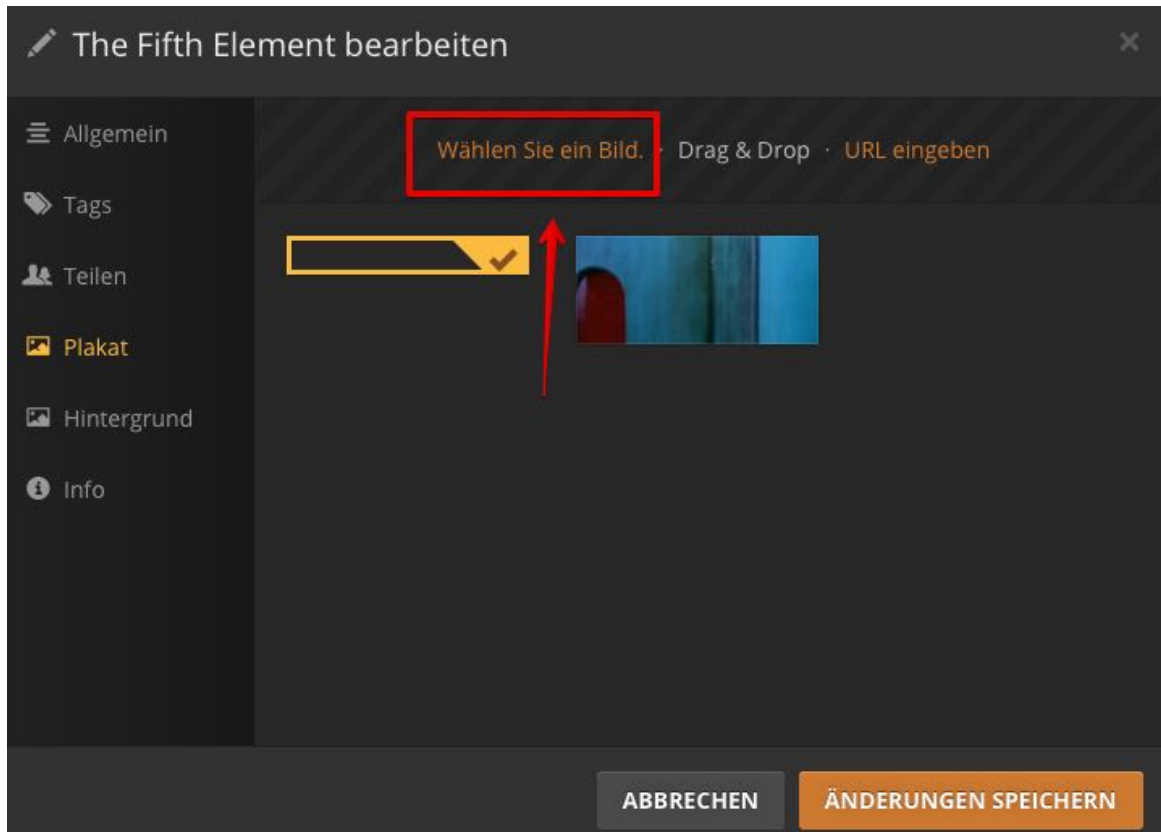 The Fifth Element bearbeiten
Allgemein
Tags
Teilen
Plakat
Hintergrund
Info
Wählen Sie ein Bild. · Drag & Drop · URL eingeben
ABBRECHEN
ÄNDERUNGEN SPEICHERN